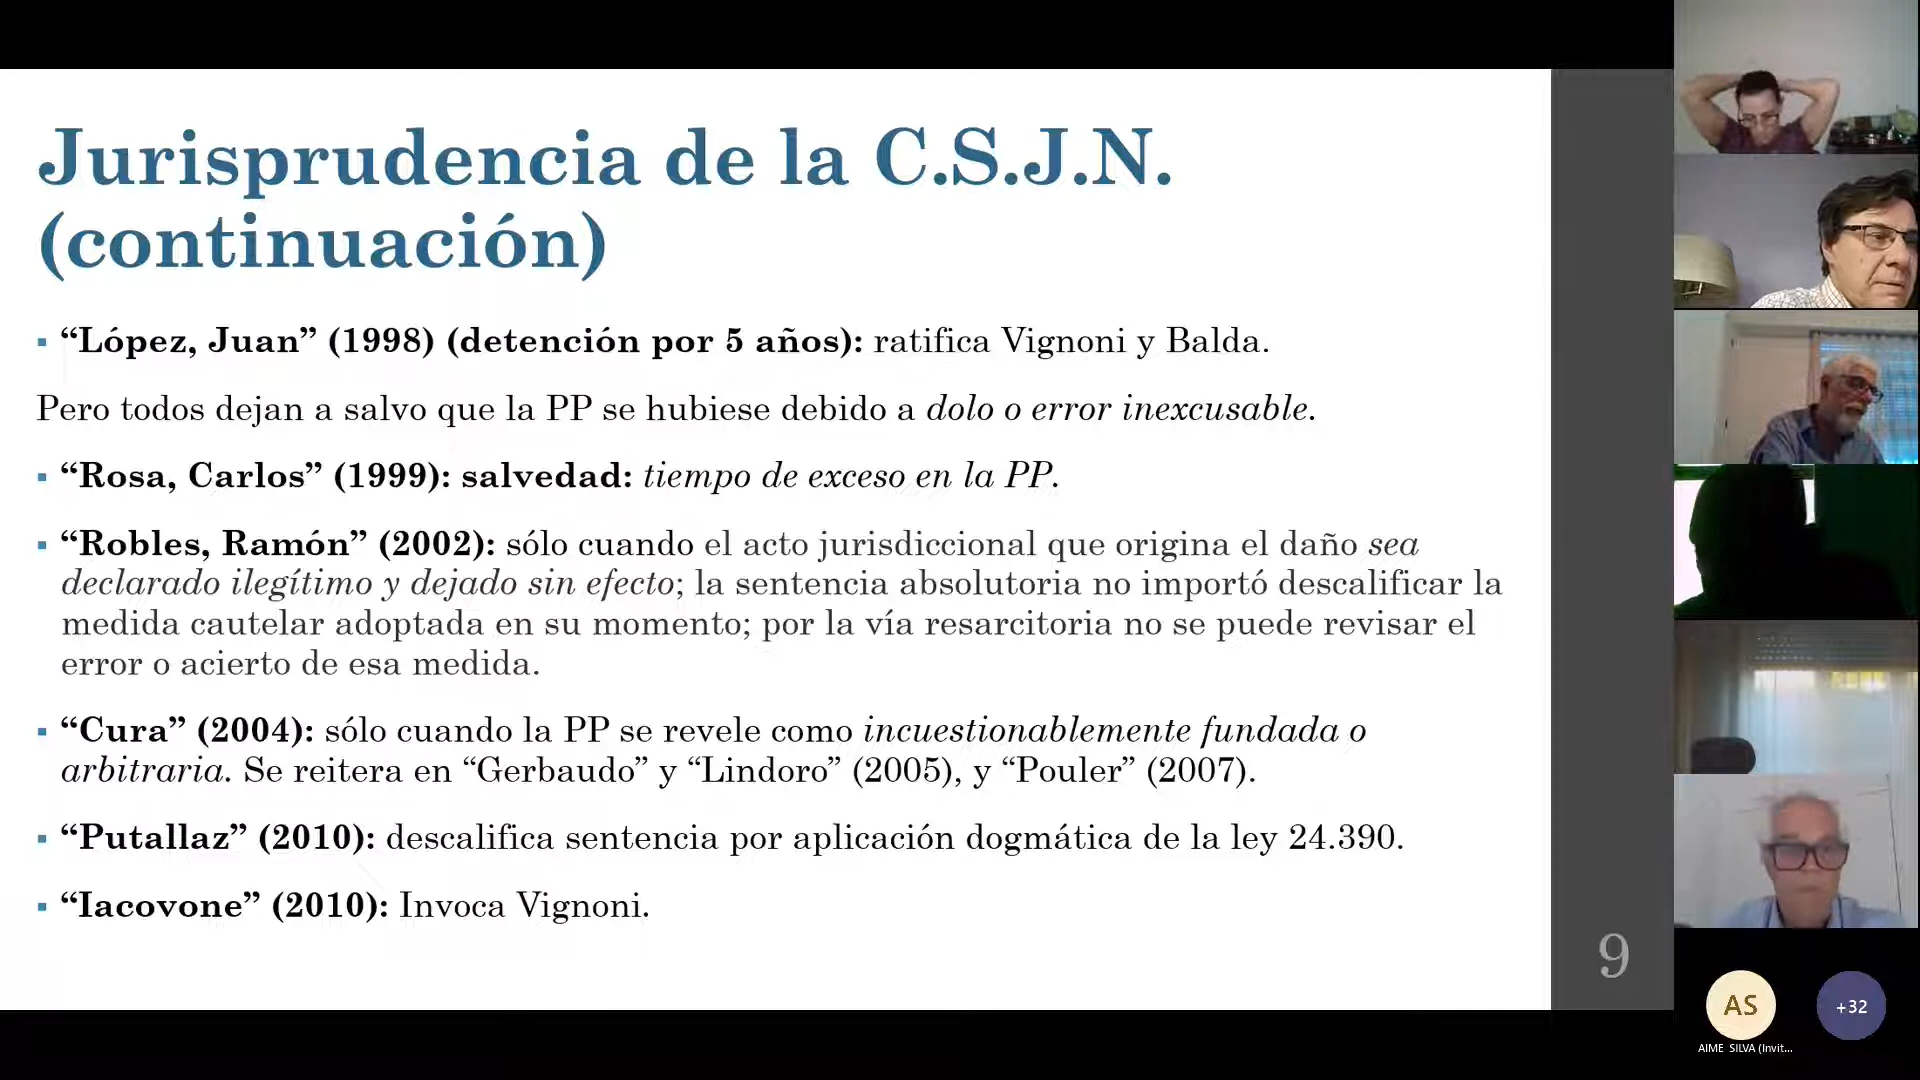 Jurisprudencia de la C.S.J.N.
(continuación)
▪ “López, Juan” (1998) (detención por 5 años): ratifica Vignoni y Balda.
Pero todos dejan a salvo que la PP se hubiese debido a dolo o error inexcusable.
▪ “Rosa, Carlos” (1999): salvedad: tiempo de exceso en la PP.
▪ “Robles, Ramón” (2002): sólo cuando el acto jurisdiccional que origina el daño sea
declarado ilegítimo y dejado sin efecto; la sentencia absolutoria no importó descalificar la
medida cautelar adoptada en su momento; por la vía resarcitoria no se puede revisar el
error o acierto de esa medida.
▪ “Cura” (2004): sólo cuando la PP se revele como incuestionablemente fundada o
arbitraria. Se reitera en “Gerbaudo” y “Lindoro” (2005), y “Pouler” (2007).
▪ “Putallaz” (2010): descalifica sentencia por aplicación dogmática de la ley 24.390.
▪ “Iacovone” (2010): Invoca Vignoni.
9
AS
+32
AIME SILVA (Invit...